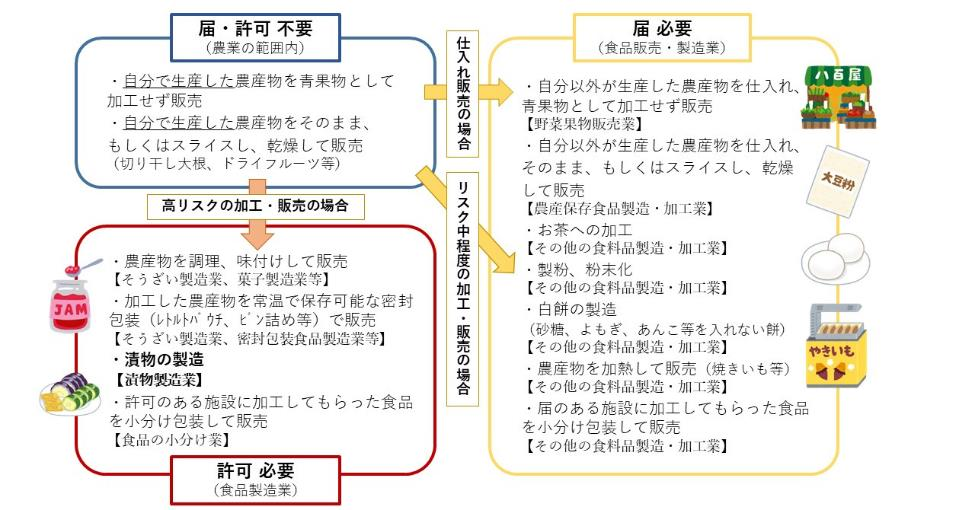 届・許可 不要
（農業の範囲内）
・自分で生産した農産物を青果物として
加工せず販売
・自分で生産した農産物をそのまま、
もしくはスライスし、乾燥して販売
（切り干し大根、ドライフルーツ等）
仕入れ販売の場合
リスク中程度の加工・販売の場合
高リスクの加工・販売の場合
・農産物を調理、味付けして販売
【そうざい製造業、菓子製造業等】
・加工した農産物を常温で保存可能な密封
包装（ﾚﾄﾙﾄﾊﾟｳﾁ、ﾋﾞﾝ詰め等）で販売
【そうざい製造業、密封包装食品製造業等】
・漬物の製造
【漬物製造業】
・許可のある施設に加工してもらった食品
を小分け包装して販売
【食品の小分け業】
許可 必要
（食品製造業）
JAM
届 必要
（食品販売・製造業）
・自分以外が生産した農産物を仕入れ、
青果物として加工せず販売
【野菜果物販売業】
・自分以外が生産した農産物を仕入れ、
そのまま、もしくはスライスし、乾燥
して販売
【農産保存食品製造・加工業】
・お茶への加工
【その他の食料品製造・加工業】
・製粉、粉末化
【その他の食料品製造・加工業】
・白餅の製造
（砂糖、よもぎ、あんこ等を入れない餅）
【その他の食料品製造・加工業】
・農産物を加熱して販売（焼きいも等）
【その他の食料品製造・加工業】
・届のある施設に加工してもらった食品
を小分け包装して販売
【その他の食料品製造・加工業】
八百屋
大豆粉
やきいも